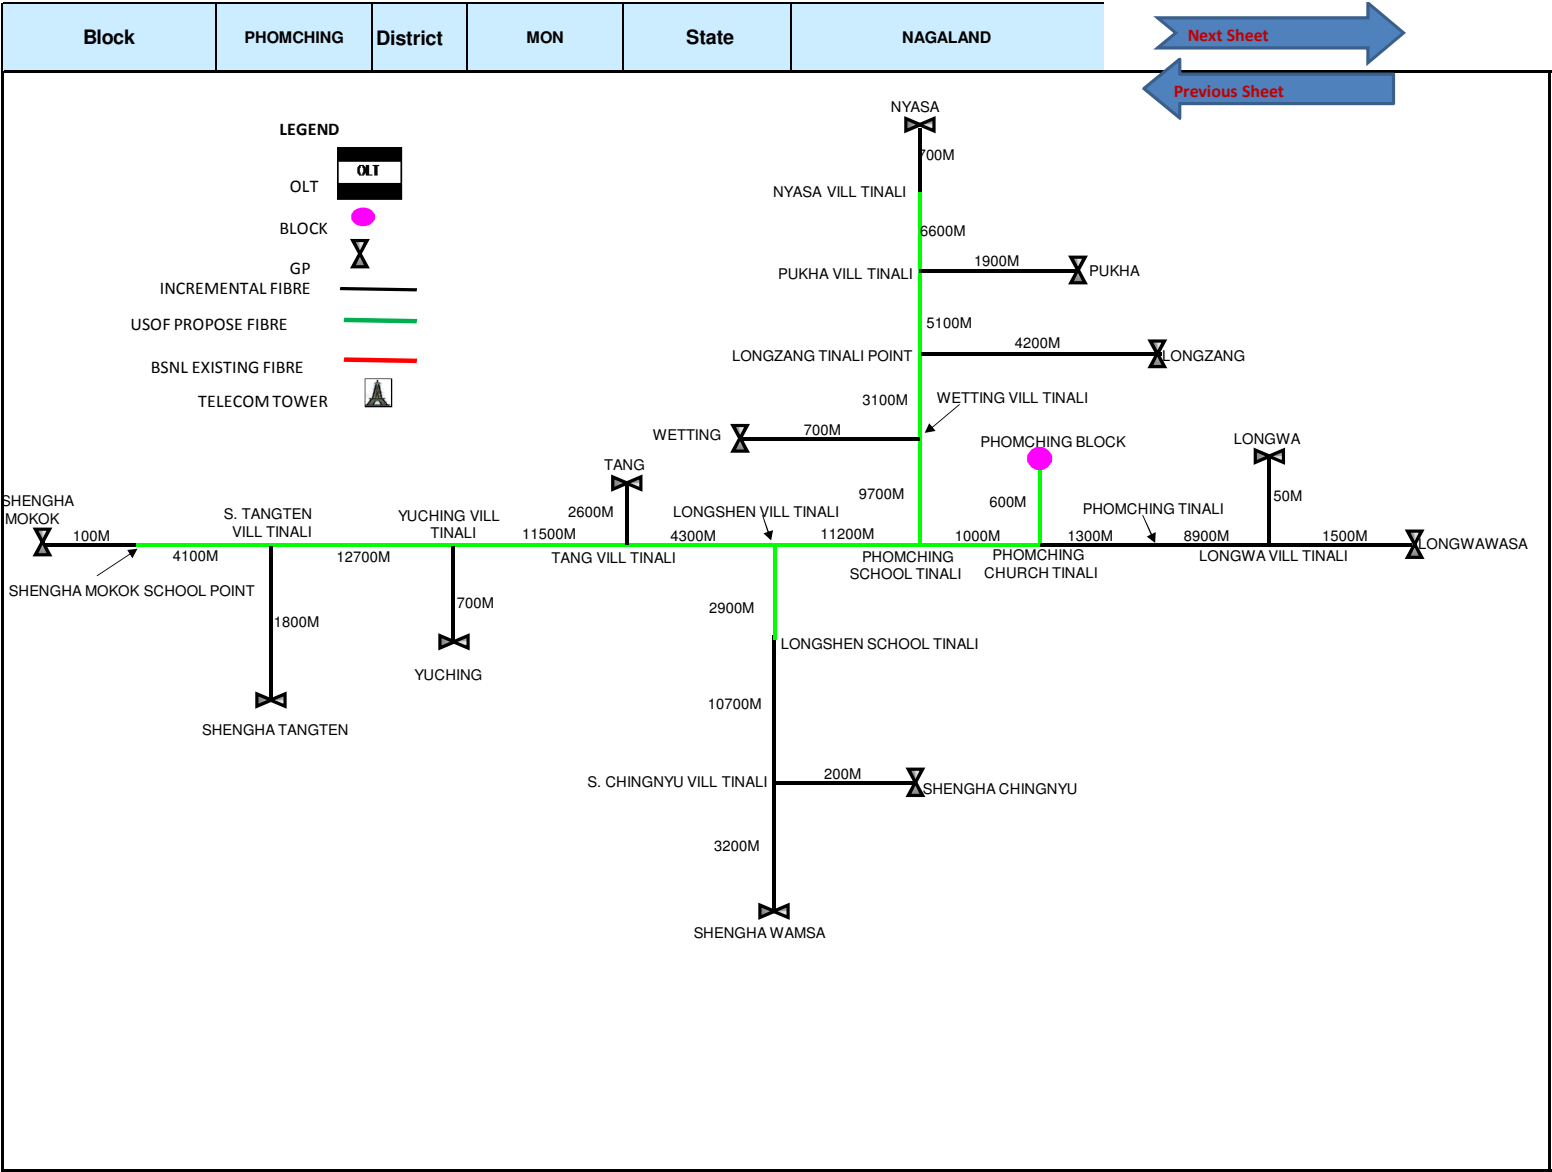 Block PHOMCHING District MON State NAGALAND
Next Sheet
Previous Sheet
LEGEND
OLT
OLT
BLOCK
GP
INCREMENTAL FIBRE
USOF PROPOSE FIBRE
BSNL EXISTING FIBRE
TELECOM TOWER
NYASA
700M
NYASA VILL TINALI
6600M
1900M
PUKHA VILL TINALI
PUKHA
5100M
4200M
LONGZANG TINALI POINT
LONGZANG
3100M
WETTING VILL TINALI
WETTING
700M
PHOMCHING BLOCK
LONGWA
TANG
9700M
600M
50M
SHENGHA
MOKOK
100M
S. TANGTEN
VILL TINALI
YUCHING VILL
TINALI
2600M
LONGSHEN VILL TINALI
PHOMCHING TINALI
4100M
12700M
11500M
TANG VILL TINALI
4300M
11200M
PHOMCHING
SCHOOL TINALI
1000M
PHOMCHING
CHURCH TINALI
1300M
8900M
LONGWA VILL TINALI
1500M
LONGWAWASA
SHENGHA MOKOK SCHOOL POINT
1800M
700M
2900M
LONGSHEN SCHOOL TINALI
YUCHING
SHENGHA TANGTEN
10700M
S. CHINGNYU VILL TINALI
200M
SHENGHA CHINGNYU
3200M
SHENGHA WAMSA